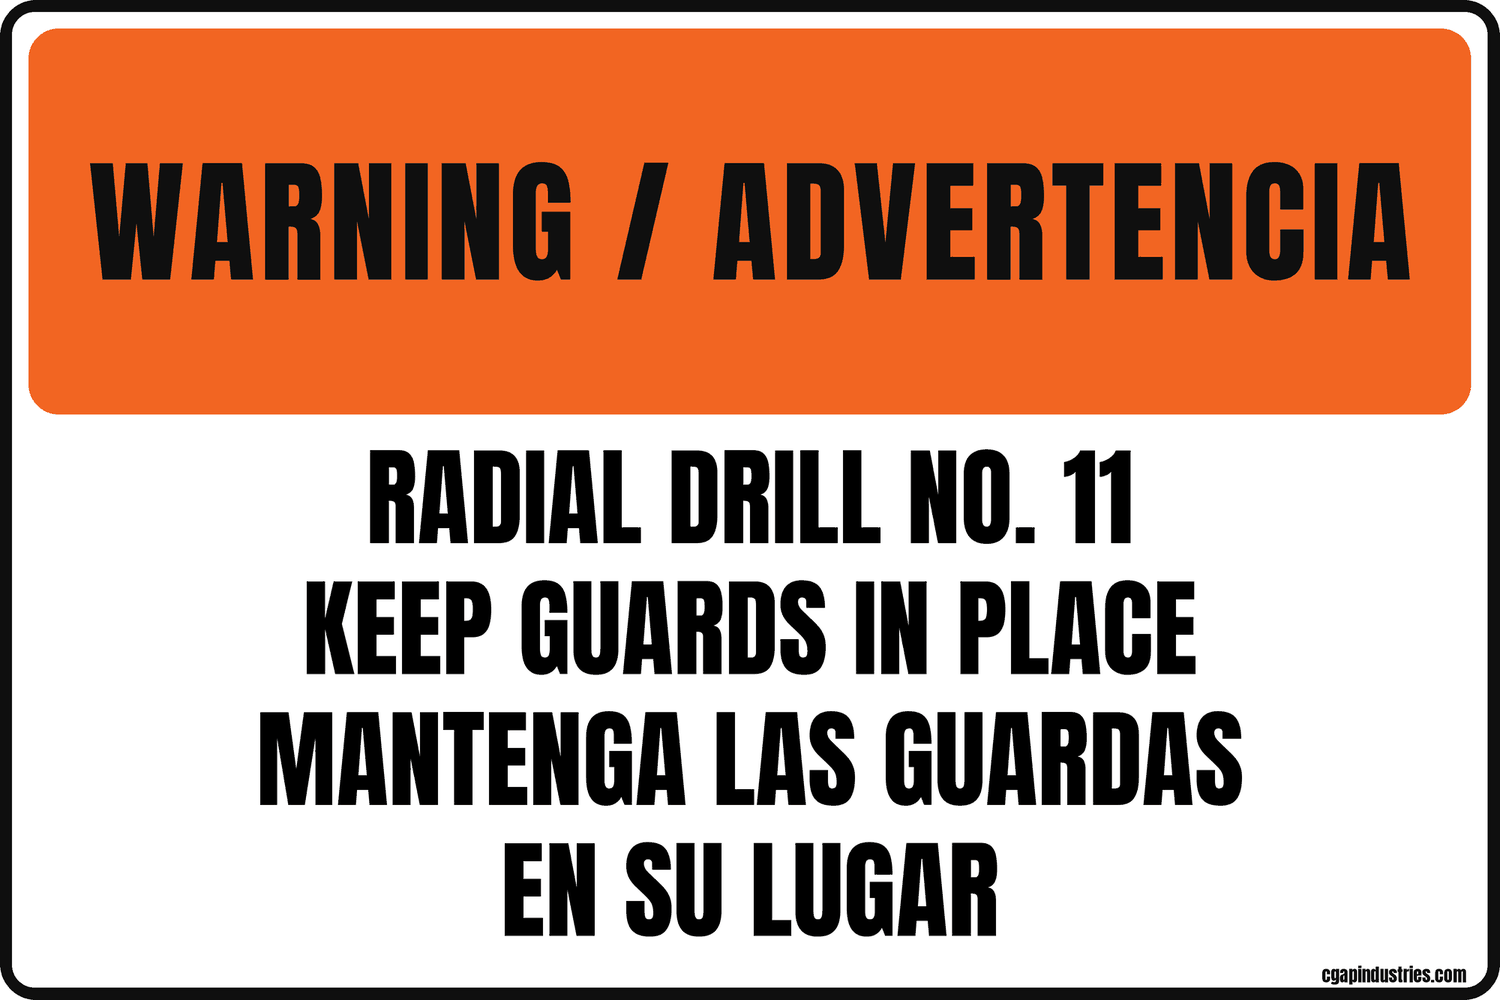 WARNING / ADVERTENCIA
RADIAL DRILL NO. 11
KEEP GUARDS IN PLACE
MANTENGA LAS GUARDAS
EN SU LUGAR
cgapindustries.com